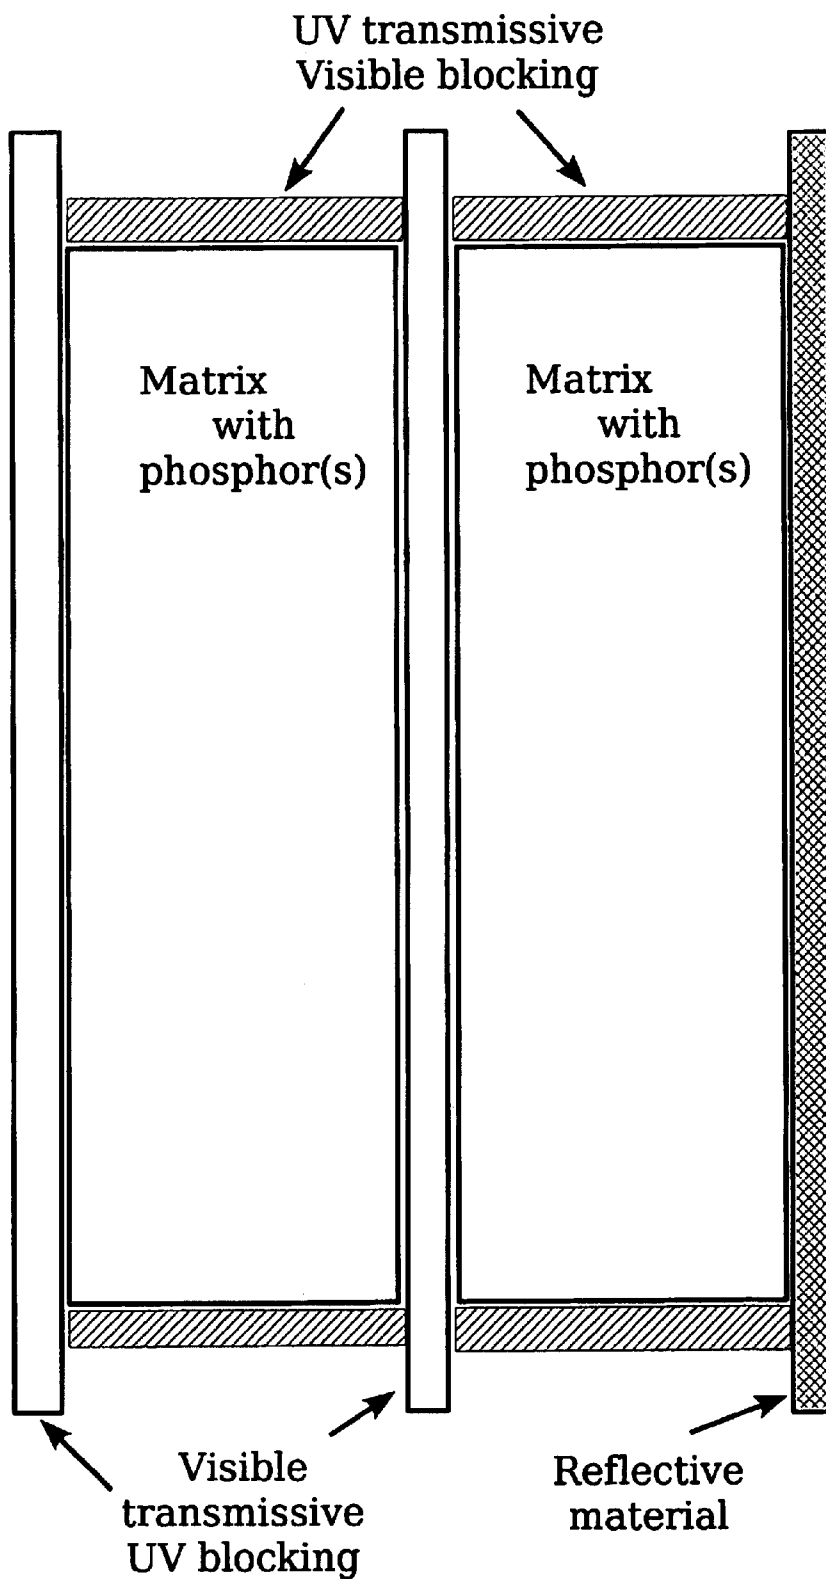 UV transmissive
Visible blocking
Matrix
with
phosphor(s)
Matrix
with
phosphor(s)
Visible
transmissive
UV blocking
Reflective
material